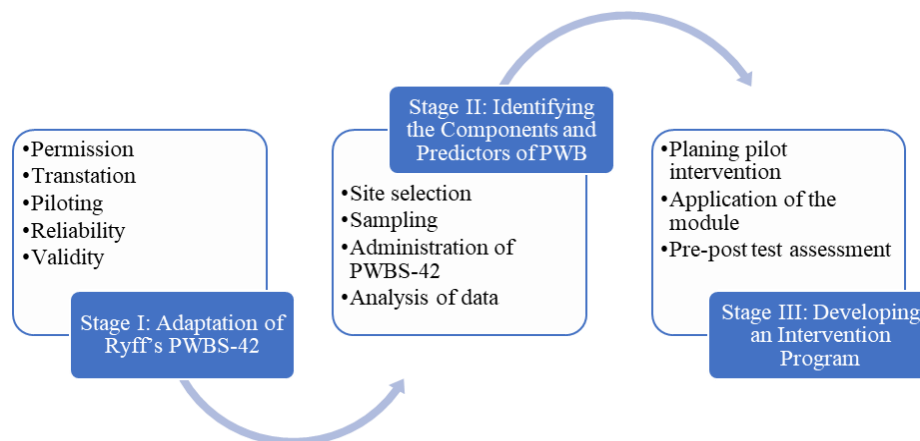 •Permission
•Transtation
•Piloting
•Reliability
•Validity
Stage I: Adaptation of
Ryff's PWBS-42
Stage II: Identifying
the Components and
Predictors of PWB
•Site selection
•Sampling
•Administration of
PWBS-42
•Analysis of data
•Planing pilot
intervention
•Application of the
module
•Pre-post test assessment
Stage III: Developing
an Intervention
Program